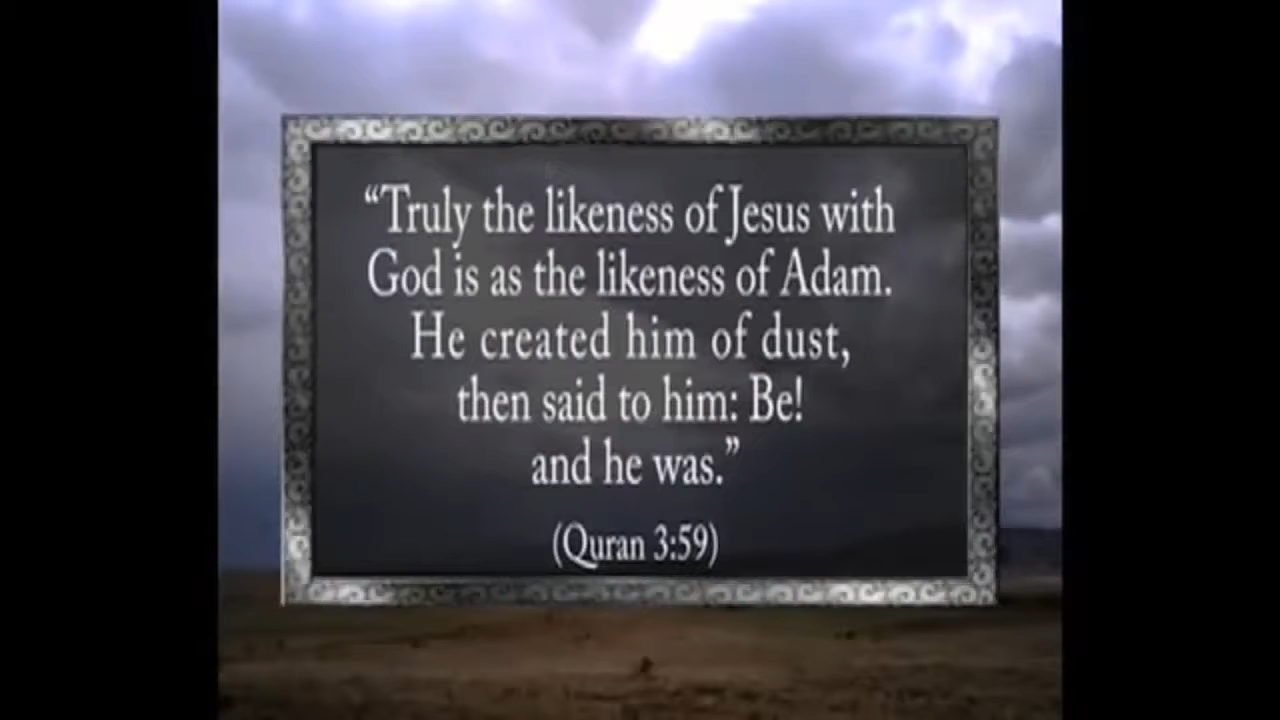 “Truly the likeness of Jesus with
God is as the likeness of Adam.
He created him of dust,
then said to him: Be!
and he was.”
(Quran 3:59)